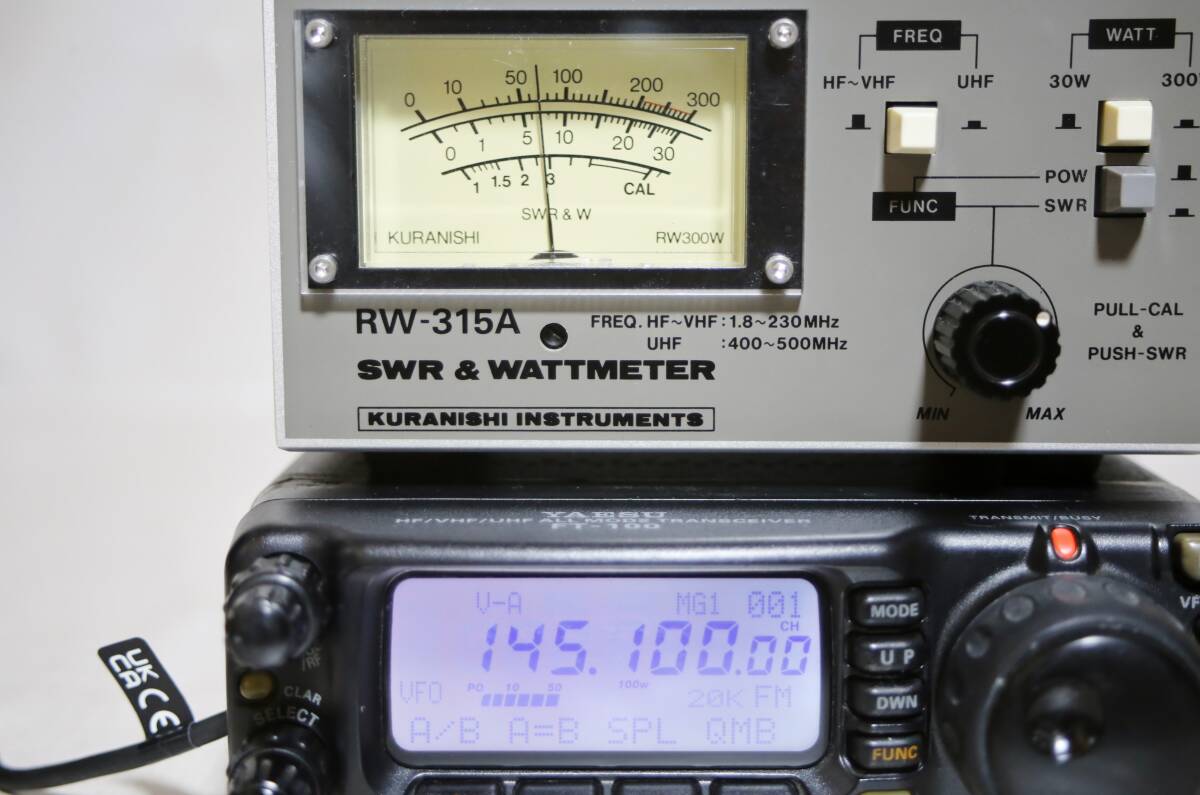 0 10 50 100 200 300
0 1 5 10 20 30
1 1.5 2 3 CAL
SWR & W
KURANISHI RW300W
FREQ
HF~VHF UHF
WATT
30W 300
POW
FUNC SWR
RW-315A
FREQ. HF~VHF : 1.8~230MHz
UHF : 400~500MHz
SWR & WATTMETER
KURANISHI INSTRUMENTS
PULL-CAL
&
PUSH-SWR
MIN MAX
YAESU
HF/VHF/UHF ALL MODE TRANSCEIVER
FT-100
TRANSMIT/BUSY
V-A MG1 001
CH
145.100.00
VFO PO 10 50 100w 20K FM
A/B A=B SPL QMB
MODE
UP
DWN
FUNC
CLAR
SELECT
UK
CA
CE
VF